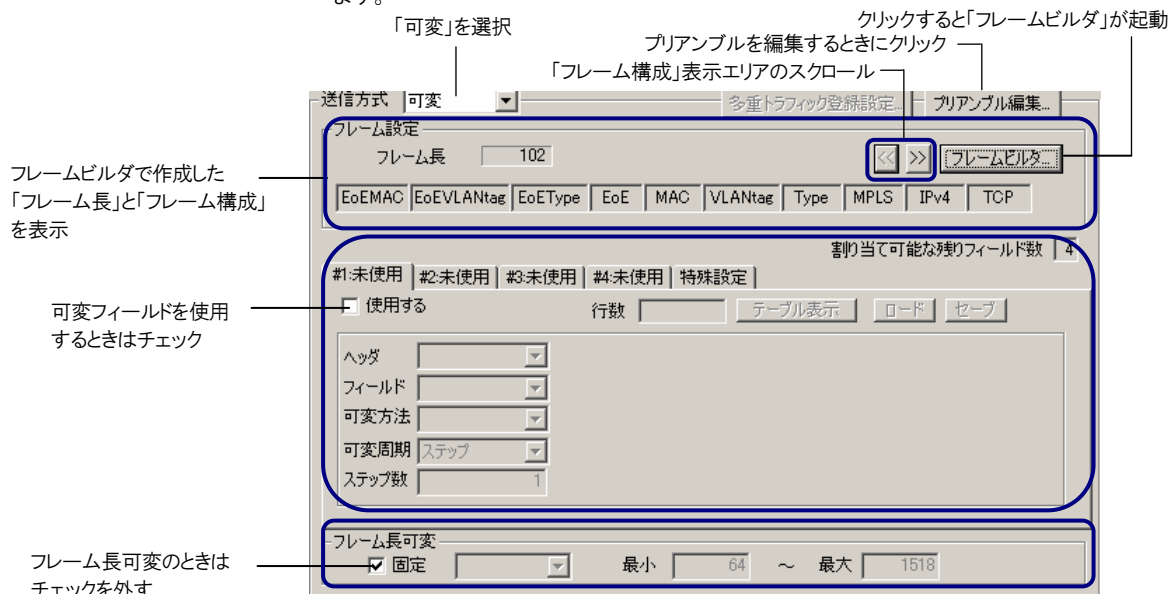 ます。
「可変」を選択
クリックすると「フレームビルダ」が起動
プリアンブルを編集するときにクリック
「フレーム構成」表示エリアのスクロール
送信方式 可変 多重トラフィック登録設定... プリアンブル編集...
フレーム設定
フレーム長 102 << >> フレームビルダ...
フレームビルダで作成した
「フレーム長」と「フレーム構成」
を表示
EoEMAC EoEVLANtag EoEType EoE MAC VLANtag Type MPLS IPv4 TCP
割り当て可能な残りフィールド数 4
#1:未使用 #2:未使用 #3:未使用 #4:未使用 特殊設定
可変フィールドを使用
するときはチェック
使用する 行数 テーブル表示 ロード セーブ
ヘッダ
フィールド
可変方法
可変周期 ステップ
ステップ数 1
フレーム長可変
フレーム長可変のときは
チェックを外す
固定 最小 64 ～ 最大 1518